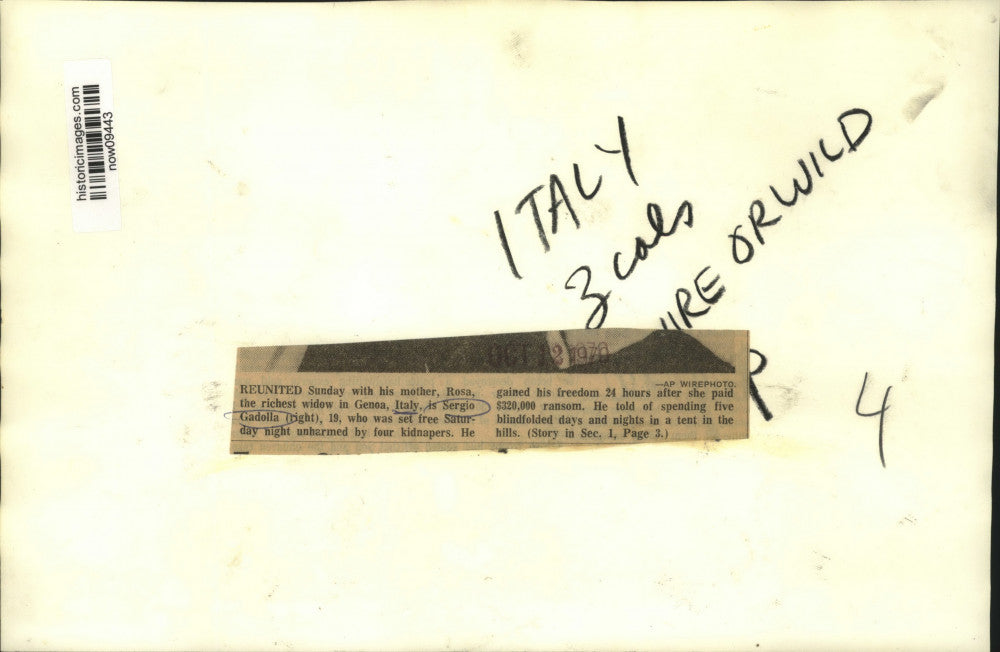 historicimages.com
now09443
ITALY
3 cols
ORWILD
OCT 12 1970
—AP WIREPHOTO.
REUNITED Sunday with his mother, Rosa,
the richest widow in Genoa, Italy, is Sergio
Gadolla (right), 19, who was set free Satur-
day night unharmed by four kidnapers. He
gained his freedom 24 hours after she paid
$320,000 ransom. He told of spending five
blindfolded days and nights in a tent in the
hills. (Story in Sec. 1, Page 3.)
4